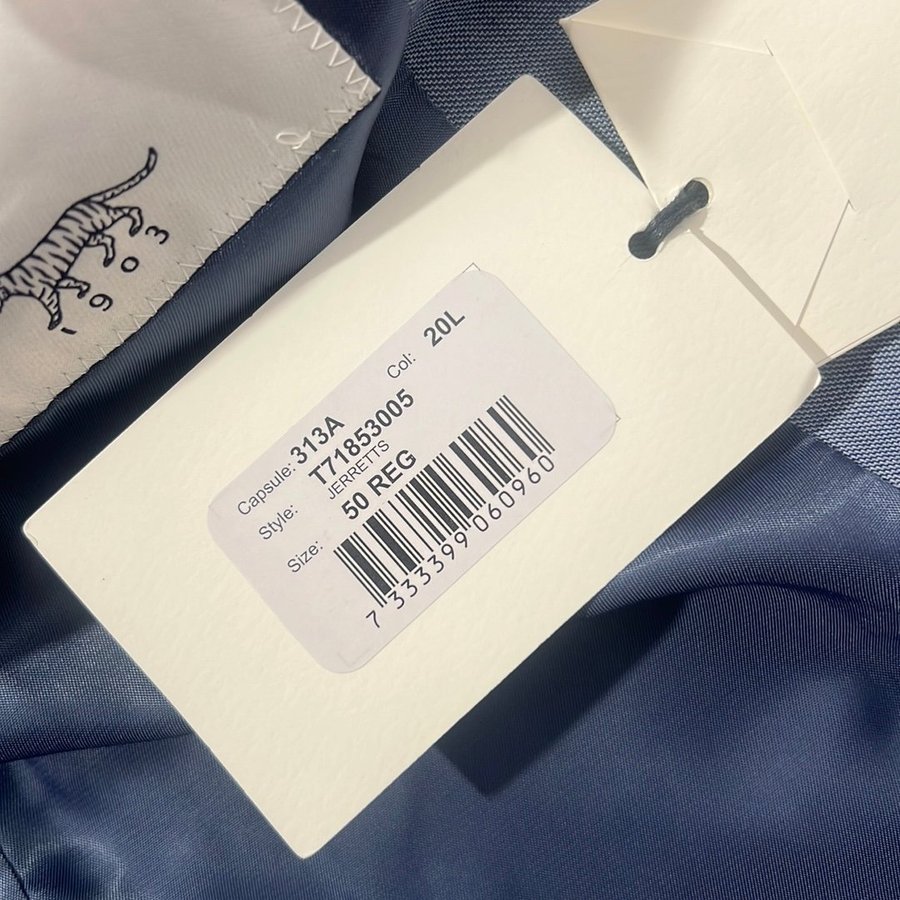 1903
Capsule: 313A Col: 20L
Style: T71853005
JERRETTS
Size: 50 REG
7 333399 060960